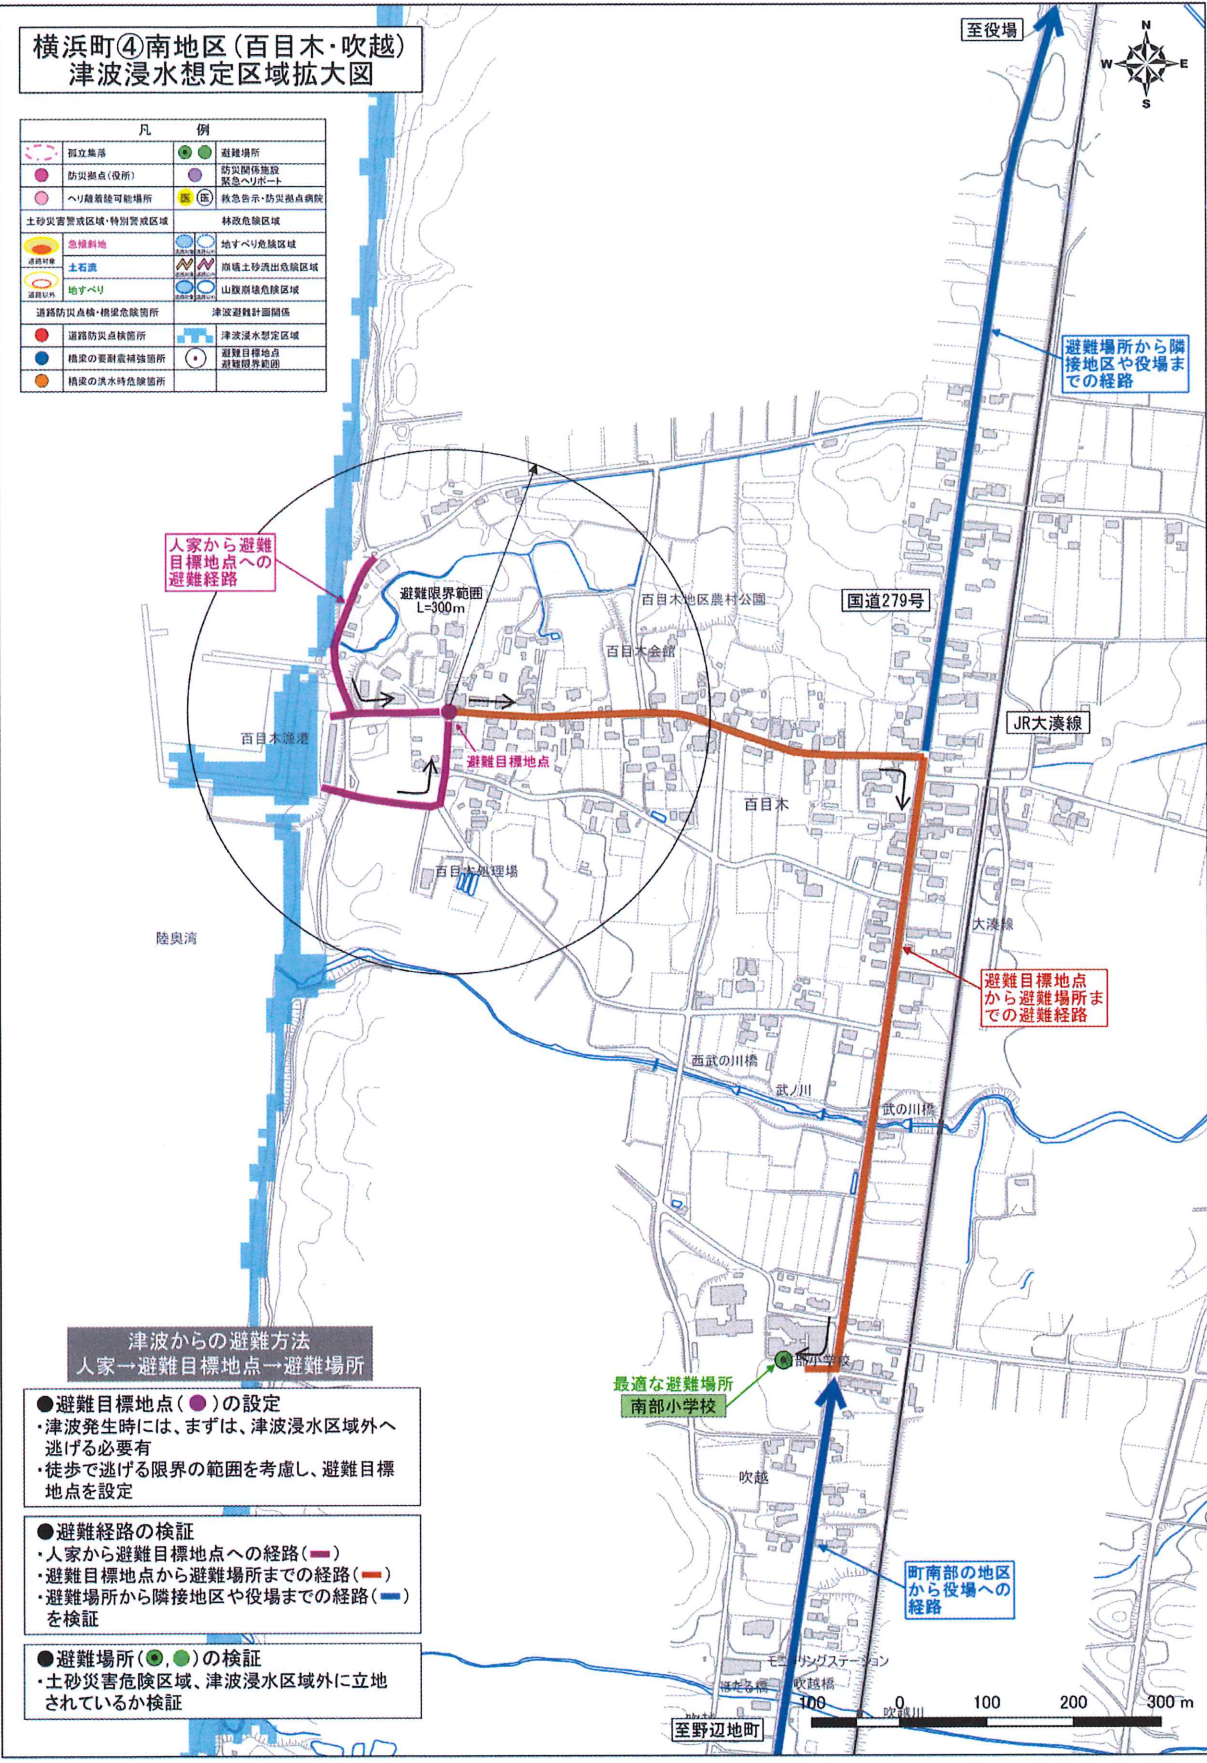 横浜町④南地区(百目木・吹越)
津波浸水想定区域拡大図
凡 例
孤立集落
避難場所
防災拠点(役所)
防災関係施設
緊急ヘリポート
ヘリ離着陸可能場所
医 医 救急告示・防災拠点病院
土砂災害警戒区域・特別警戒区域
林政危険区域
急傾斜地
地すべり危険区域
道路対象
土石流
崩壊土砂流出危険区域
道路以外
地すべり
山腹崩壊危険区域
道路防災点検・橋梁危険箇所
津波避難計画関係
道路防災点検箇所
津波浸水想定区域
橋梁の要耐震補強箇所
避難目標地点
避難限界範囲
橋梁の洪水時危険箇所
至役場
N
W E
S
避難場所から隣
接地区や役場ま
での経路
人家から避難
目標地点への
避難経路
避難限界範囲
L=300m
百目木地区農村公園
国道279号
百目木会館
百目木漁港
避難目標地点
JR大湊線
百目木
百目木処理場
陸奥湾
大湊線
避難目標地点
から避難場所ま
での避難経路
西武の川橋
武ノ川
武の川橋
南部小学校
最適な避難場所
南部小学校
津波からの避難方法
人家→避難目標地点→避難場所
●避難目標地点(●)の設定
・津波発生時には、まずは、津波浸水区域外へ
逃げる必要有
・徒歩で逃げる限界の範囲を考慮し、避難目標
地点を設定
●避難経路の検証
・人家から避難目標地点への経路(━)
・避難目標地点から避難場所までの経路(━)
・避難場所から隣接地区や役場までの経路(━)
を検証
●避難場所(◉,●)の検証
・土砂災害危険区域、津波浸水区域外に立地
されているか検証
吹越
町南部の地区
から役場への
経路
モニタリングステーション
ほたる橋
吹越橋
吹越川
至野辺地町
100 0 100 200 300 m